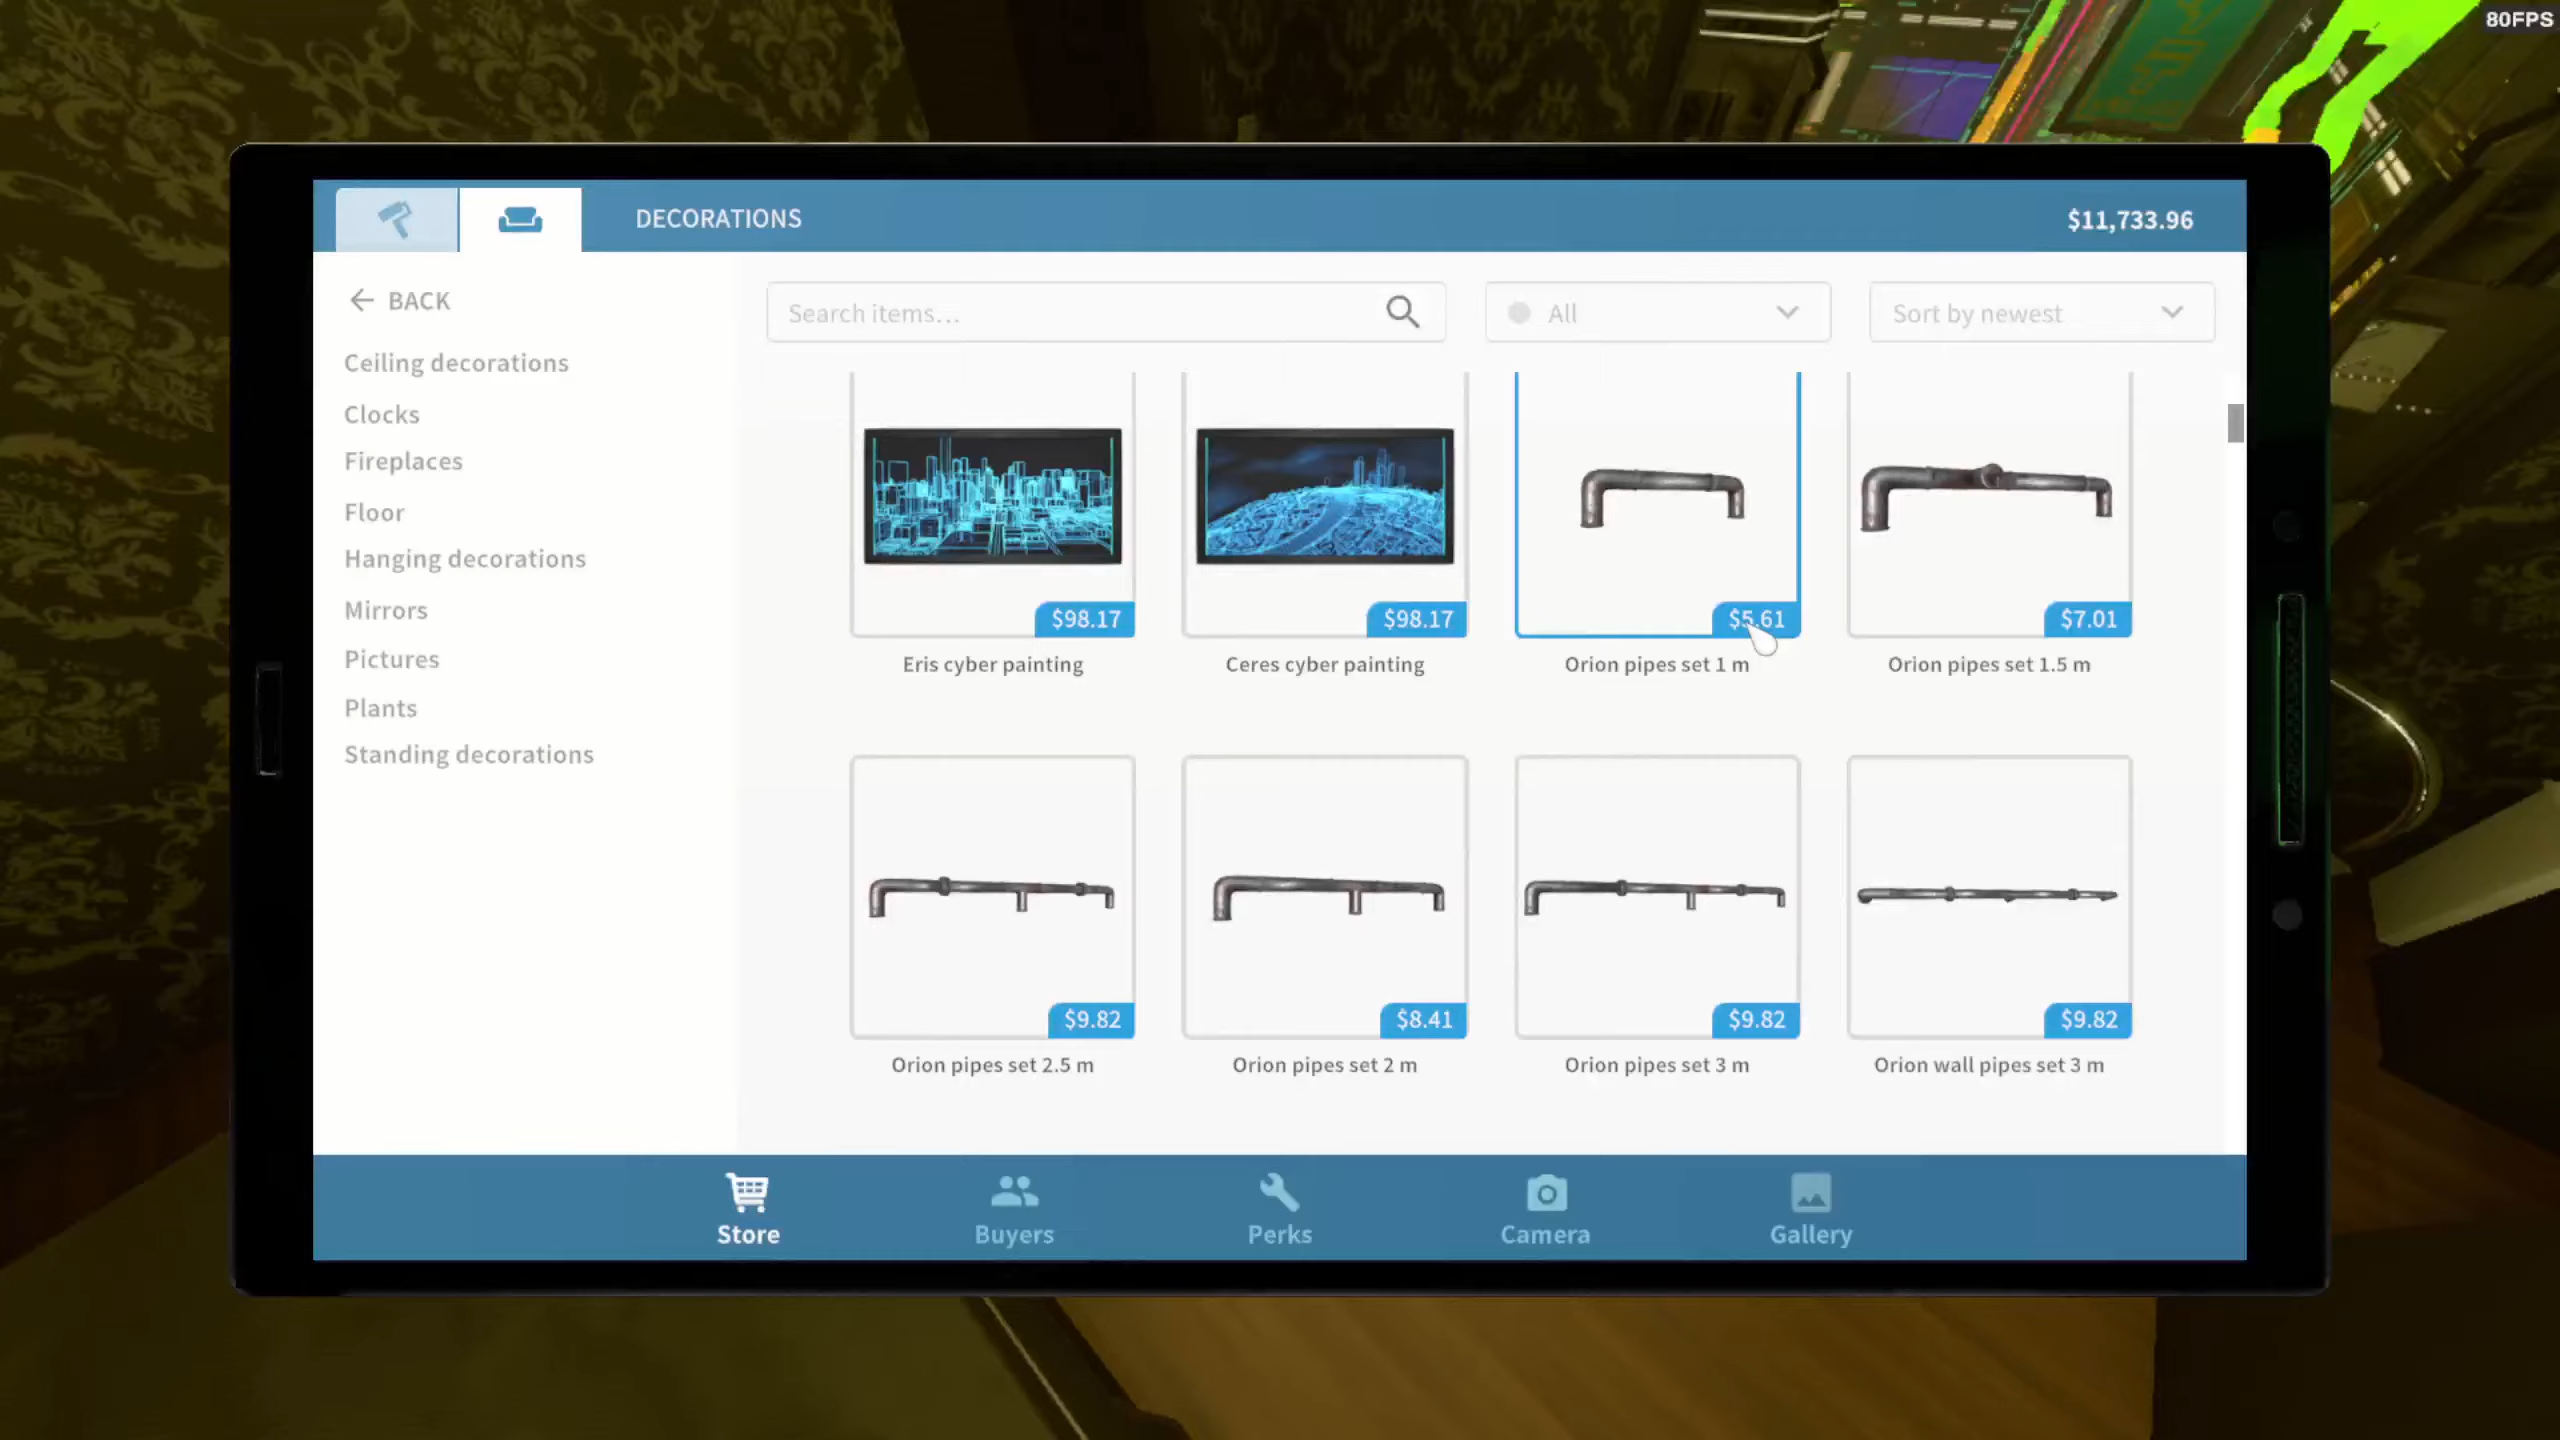 80FPS
DECORATIONS
$11,733.96
BACK
Search items...
All
Sort by newest
Ceiling decorations
Clocks
Fireplaces
Floor
Hanging decorations
Mirrors
Pictures
Plants
Standing decorations
$98.17
$98.17
$5.61
$7.01
Eris cyber painting
Ceres cyber painting
Orion pipes set 1 m
Orion pipes set 1.5 m
$9.82
$8.41
$9.82
$9.82
Orion pipes set 2.5 m
Orion pipes set 2 m
Orion pipes set 3 m
Orion wall pipes set 3 m
Store
Buyers
Perks
Camera
Gallery